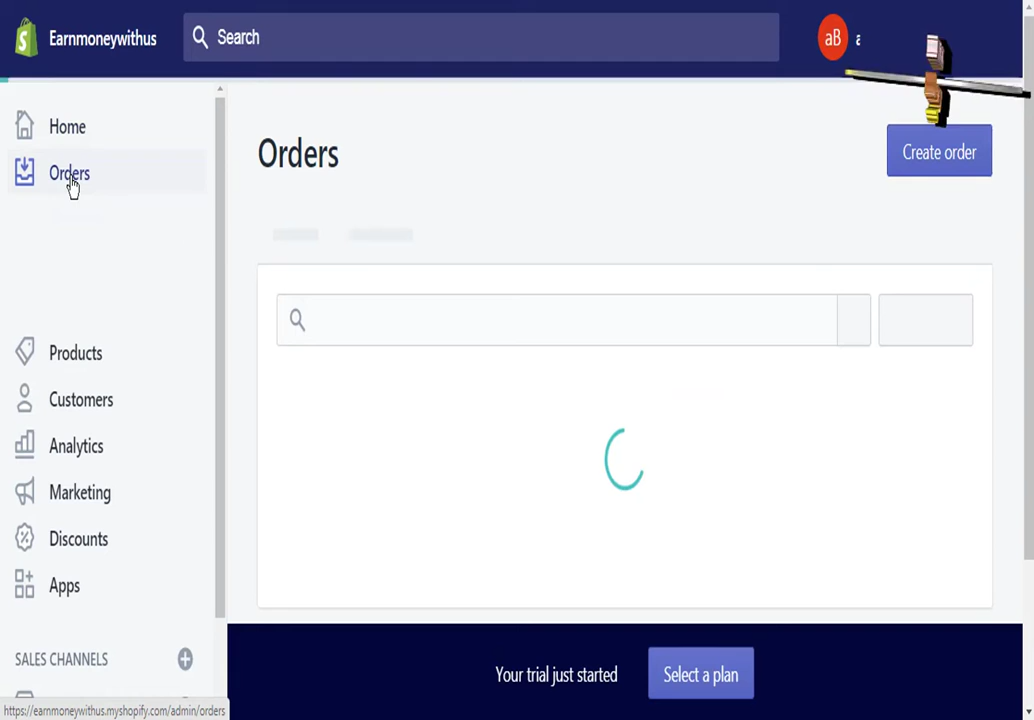 Earnmoneywithus
Search
aB
a
Home
Orders
Orders
Create order
Products
Customers
Analytics
Marketing
Discounts
Apps
SALES CHANNELS
Your trial just started
Select a plan
https://earnmoneywithus.myshopify.com/admin/orders